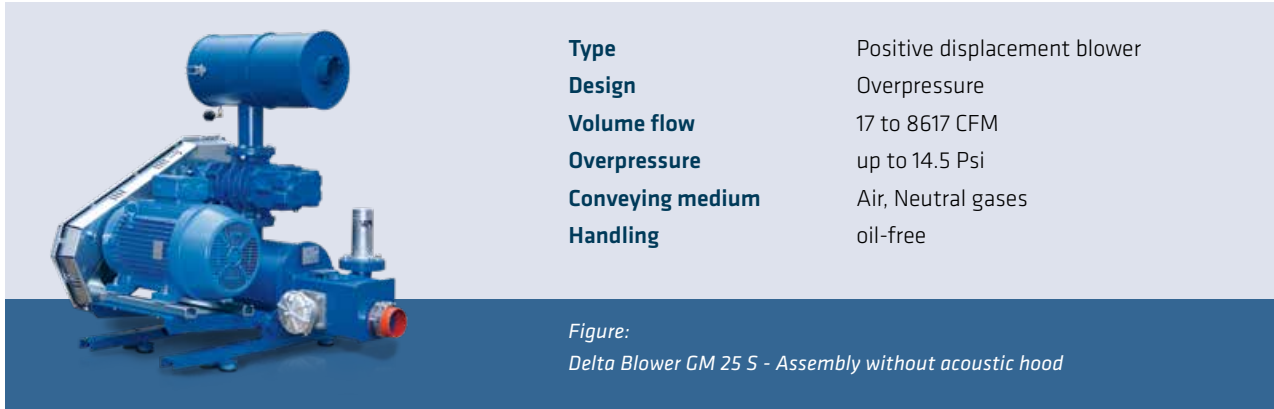 Type Positive displacement blower
Design Overpressure
Volume flow 17 to 8617 CFM
Overpressure up to 14.5 Psi
Conveying medium Air, Neutral gases
Handling oil-free
Figure:
Delta Blower GM 25 S - Assembly without acoustic hood